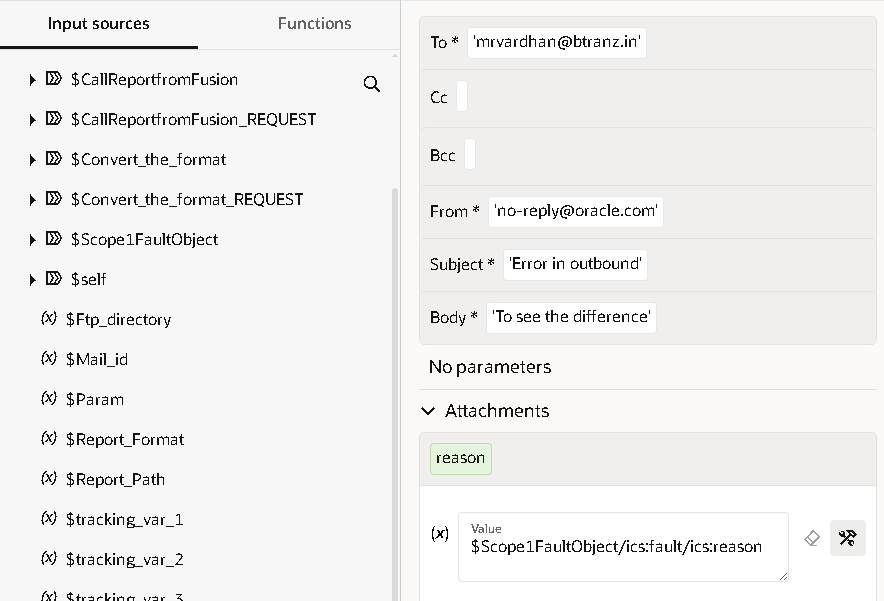 Input sources
Functions
$CallReportfromFusion
$CallReportfromFusion_REQUEST
$Convert_the_format
$Convert_the_format_REQUEST
$Scope1FaultObject
$self
(x) $Ftp_directory
(x) $Mail_id
(x) $Param
(x) $Report_Format
(x) $Report_Path
(x) $tracking_var_1
(x) $tracking_var_2
(x) $tracking_var_3
To * 'mrvardhan@btranz.in'
Cc
Bcc
From * 'no-reply@oracle.com'
Subject * 'Error in outbound'
Body * 'To see the difference'
No parameters
Attachments
reason
Value
(x) $Scope1FaultObject/ics:fault/ics:reason